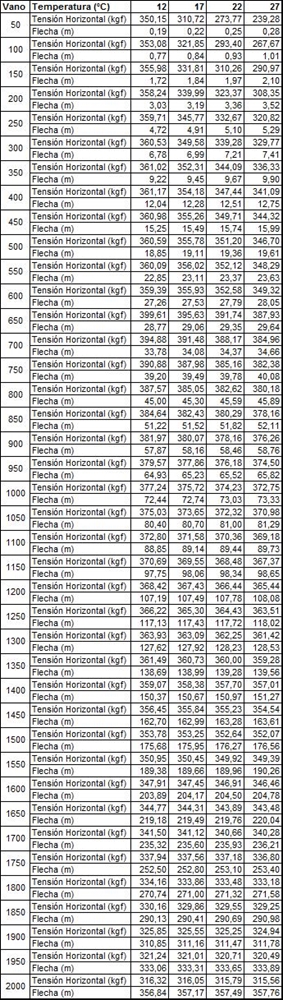 Vano Temperatura (ºC) 12 17 22 27
50 Tensión Horizontal (kgf) 350,15 310,72 273,77 239,28
Flecha (m) 0,19 0,22 0,25 0,28
100 Tensión Horizontal (kgf) 353,08 321,85 293,40 267,67
Flecha (m) 0,77 0,84 0,93 1,01
150 Tensión Horizontal (kgf) 355,98 331,81 310,26 290,97
Flecha (m) 1,72 1,84 1,97 2,10
200 Tensión Horizontal (kgf) 358,24 339,99 323,37 308,35
Flecha (m) 3,03 3,19 3,36 3,52
250 Tensión Horizontal (kgf) 359,71 345,77 332,67 320,82
Flecha (m) 4,72 4,91 5,10 5,29
300 Tensión Horizontal (kgf) 360,53 349,58 339,28 329,77
Flecha (m) 6,78 6,99 7,21 7,41
350 Tensión Horizontal (kgf) 361,02 352,31 344,09 336,33
Flecha (m) 9,22 9,45 9,67 9,90
400 Tensión Horizontal (kgf) 361,17 354,18 347,44 341,09
Flecha (m) 12,04 12,28 12,51 12,75
450 Tensión Horizontal (kgf) 360,98 355,26 349,71 344,32
Flecha (m) 15,25 15,49 15,74 15,99
500 Tensión Horizontal (kgf) 360,59 355,78 351,20 346,70
Flecha (m) 18,85 19,11 19,36 19,61
550 Tensión Horizontal (kgf) 360,09 356,02 352,12 348,29
Flecha (m) 22,85 23,11 23,37 23,63
600 Tensión Horizontal (kgf) 359,39 355,93 352,58 349,32
Flecha (m) 27,26 27,53 27,79 28,05
650 Tensión Horizontal (kgf) 399,61 395,63 391,74 387,93
Flecha (m) 28,77 29,06 29,35 29,64
700 Tensión Horizontal (kgf) 394,88 391,48 388,17 384,96
Flecha (m) 33,78 34,08 34,37 34,66
750 Tensión Horizontal (kgf) 390,88 387,98 385,16 382,38
Flecha (m) 39,20 39,49 39,78 40,08
800 Tensión Horizontal (kgf) 387,57 385,05 382,62 380,18
Flecha (m) 45,00 45,30 45,59 45,89
850 Tensión Horizontal (kgf) 384,64 382,43 380,29 378,16
Flecha (m) 51,22 51,52 51,82 52,11
900 Tensión Horizontal (kgf) 381,97 380,07 378,16 376,26
Flecha (m) 57,87 58,16 58,46 58,76
950 Tensión Horizontal (kgf) 379,57 377,86 376,18 374,50
Flecha (m) 64,93 65,23 65,52 65,82
1000 Tensión Horizontal (kgf) 377,24 375,72 374,23 372,75
Flecha (m) 72,44 72,74 73,03 73,33
1050 Tensión Horizontal (kgf) 375,03 373,65 372,32 370,98
Flecha (m) 80,40 80,70 81,00 81,29
1100 Tensión Horizontal (kgf) 372,80 371,58 370,36 369,18
Flecha (m) 88,85 89,14 89,44 89,73
1150 Tensión Horizontal (kgf) 370,69 369,55 368,48 367,37
Flecha (m) 97,75 98,06 98,34 98,65
1200 Tensión Horizontal (kgf) 368,42 367,43 366,44 365,44
Flecha (m) 107,19 107,49 107,78 108,08
1250 Tensión Horizontal (kgf) 366,22 365,30 364,43 363,51
Flecha (m) 117,13 117,43 117,72 118,02
1300 Tensión Horizontal (kgf) 363,93 363,09 362,25 361,42
Flecha (m) 127,62 127,92 128,23 128,53
1350 Tensión Horizontal (kgf) 361,49 360,73 360,00 359,28
Flecha (m) 138,69 138,99 139,28 139,56
1400 Tensión Horizontal (kgf) 359,07 358,38 357,70 357,01
Flecha (m) 150,37 150,67 150,97 151,27
1450 Tensión Horizontal (kgf) 356,45 355,84 355,23 354,54
Flecha (m) 162,70 162,99 163,28 163,61
1500 Tensión Horizontal (kgf) 353,78 353,25 352,64 352,07
Flecha (m) 175,68 175,95 176,27 176,56
1550 Tensión Horizontal (kgf) 350,95 350,45 349,92 349,39
Flecha (m) 189,38 189,66 189,96 190,26
1600 Tensión Horizontal (kgf) 347,91 347,45 346,91 346,46
Flecha (m) 203,89 204,17 204,50 204,78
1650 Tensión Horizontal (kgf) 344,77 344,31 343,89 343,48
Flecha (m) 219,18 219,49 219,76 220,04
1700 Tensión Horizontal (kgf) 341,50 341,12 340,66 340,28
Flecha (m) 235,32 235,60 235,93 236,21
1750 Tensión Horizontal (kgf) 337,94 337,56 337,18 336,80
Flecha (m) 252,50 252,80 253,10 253,40
1800 Tensión Horizontal (kgf) 334,16 333,86 333,48 333,18
Flecha (m) 270,74 271,00 271,32 271,58
1850 Tensión Horizontal (kgf) 330,16 329,86 329,55 329,25
Flecha (m) 290,13 290,41 290,69 290,98
1900 Tensión Horizontal (kgf) 325,85 325,55 325,25 324,94
Flecha (m) 310,85 311,16 311,47 311,78
1950 Tensión Horizontal (kgf) 321,24 321,01 320,71 320,49
Flecha (m) 333,06 333,31 333,65 333,89
2000 Tensión Horizontal (kgf) 316,32 316,05 315,79 315,56
Flecha (m) 356,84 357,17 357,49 357,76